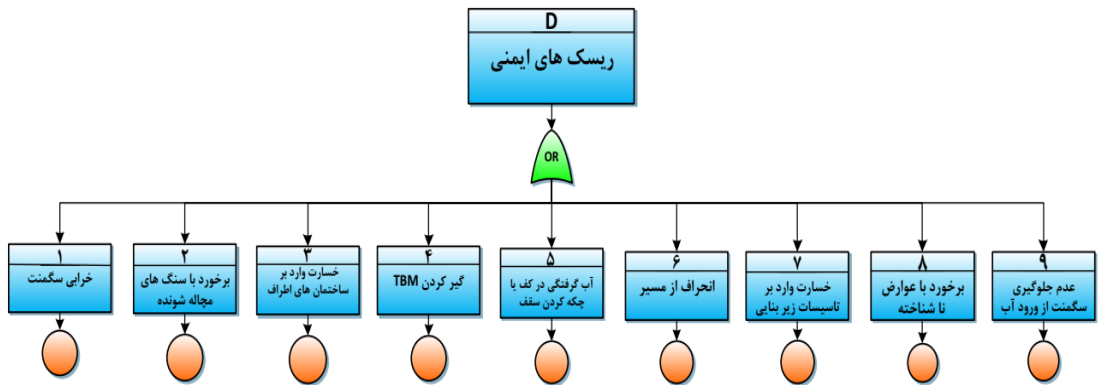 D
ریسک های ایمنی
OR
۱
خرابی سگمنت
۲
برخورد با سنگ های
مچاله شونده
۳
خسارت وارد بر
ساختمان های اطراف
۴
گیر کردن TBM
۵
آب گرفتگی در کف یا
چکه کردن سقف
۶
انحراف از مسیر
۷
خسارت وارد بر
تاسیسات زیر بنایی
۸
برخورد با عوارض
نا شناخته
۹
عدم جلوگیری
سگمنت از ورود آب